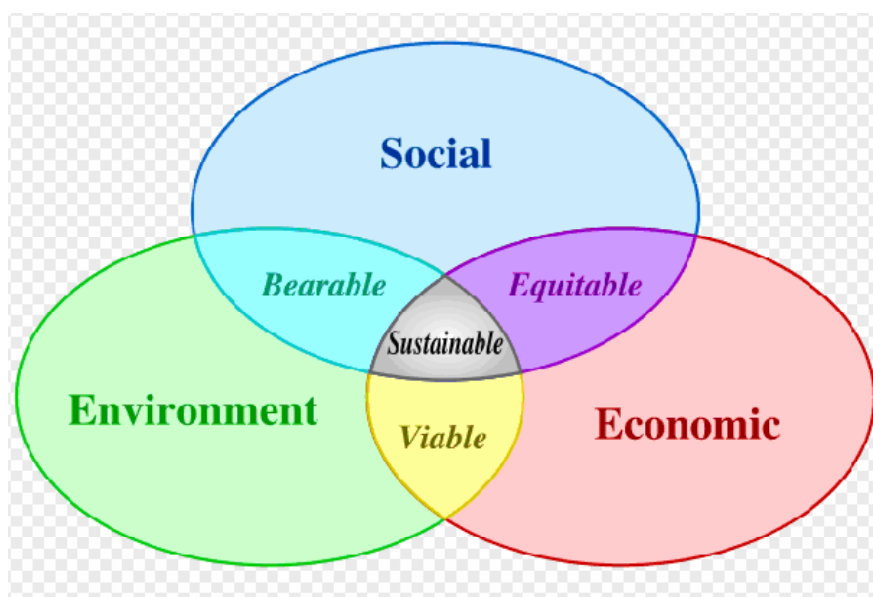 Social
Bearable
Equitable
Sustainable
Environment
Economic
Viable